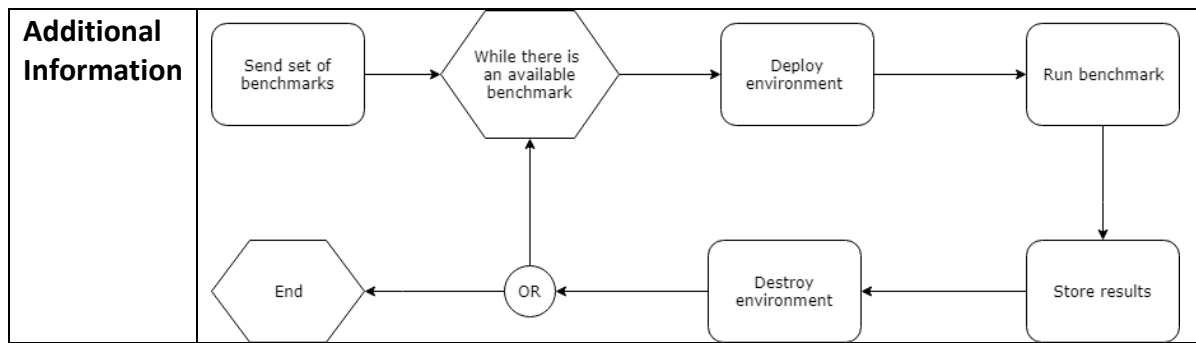 Additional
Information
Send set of
benchmarks
While there is
an available
benchmark
Deploy
environment
Run benchmark
End
OR
Destroy
environment
Store results